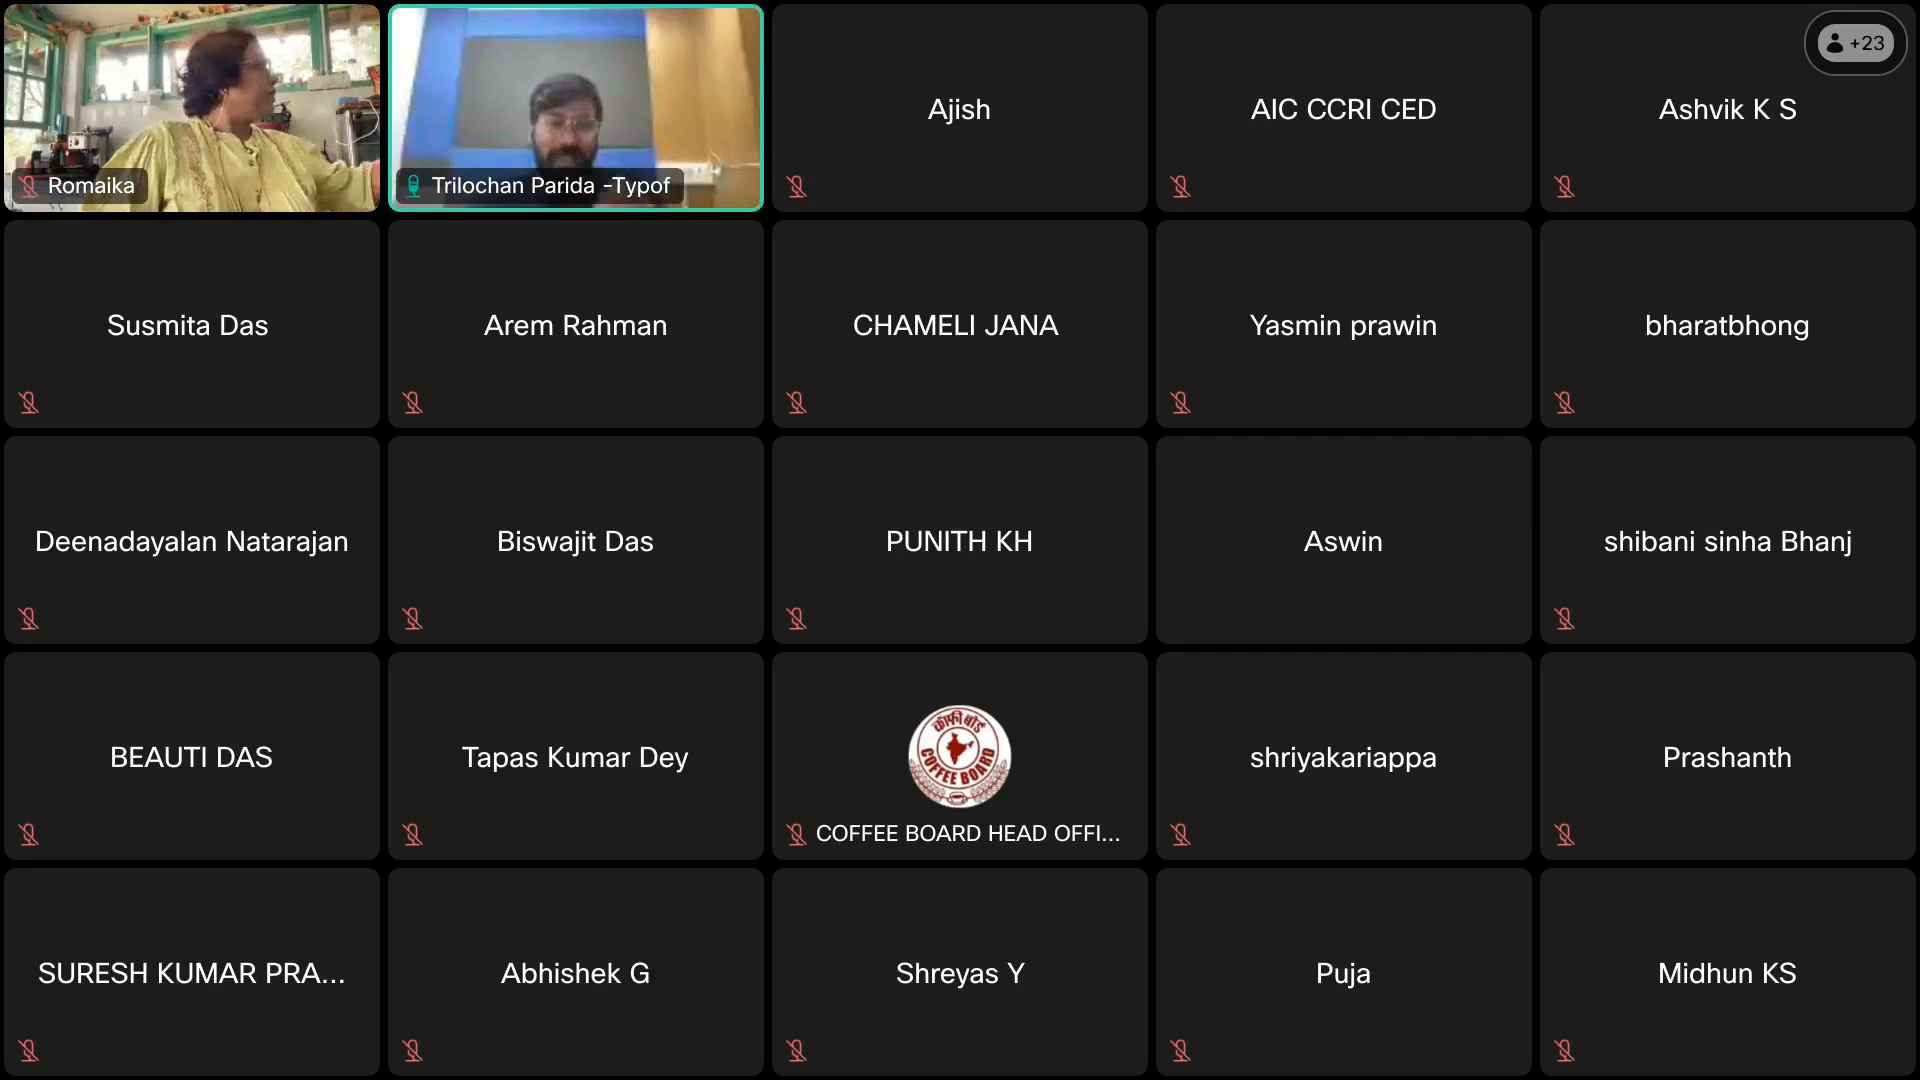 Romaika
Trilochan Parida -Typof
Ajish
AIC CCRI CED
Ashvik K S
+23
Susmita Das
Arem Rahman
CHAMELI JANA
Yasmin prawin
bharatbhong
Deenadayalan Natarajan
Biswajit Das
PUNITH KH
Aswin
shibani sinha Bhanj
BEAUTI DAS
Tapas Kumar Dey
कॉफी बोर्ड
COFFEE BOARD
COFFEE BOARD HEAD OFFI...
shriyakariappa
Prashanth
SURESH KUMAR PRA...
Abhishek G
Shreyas Y
Puja
Midhun KS